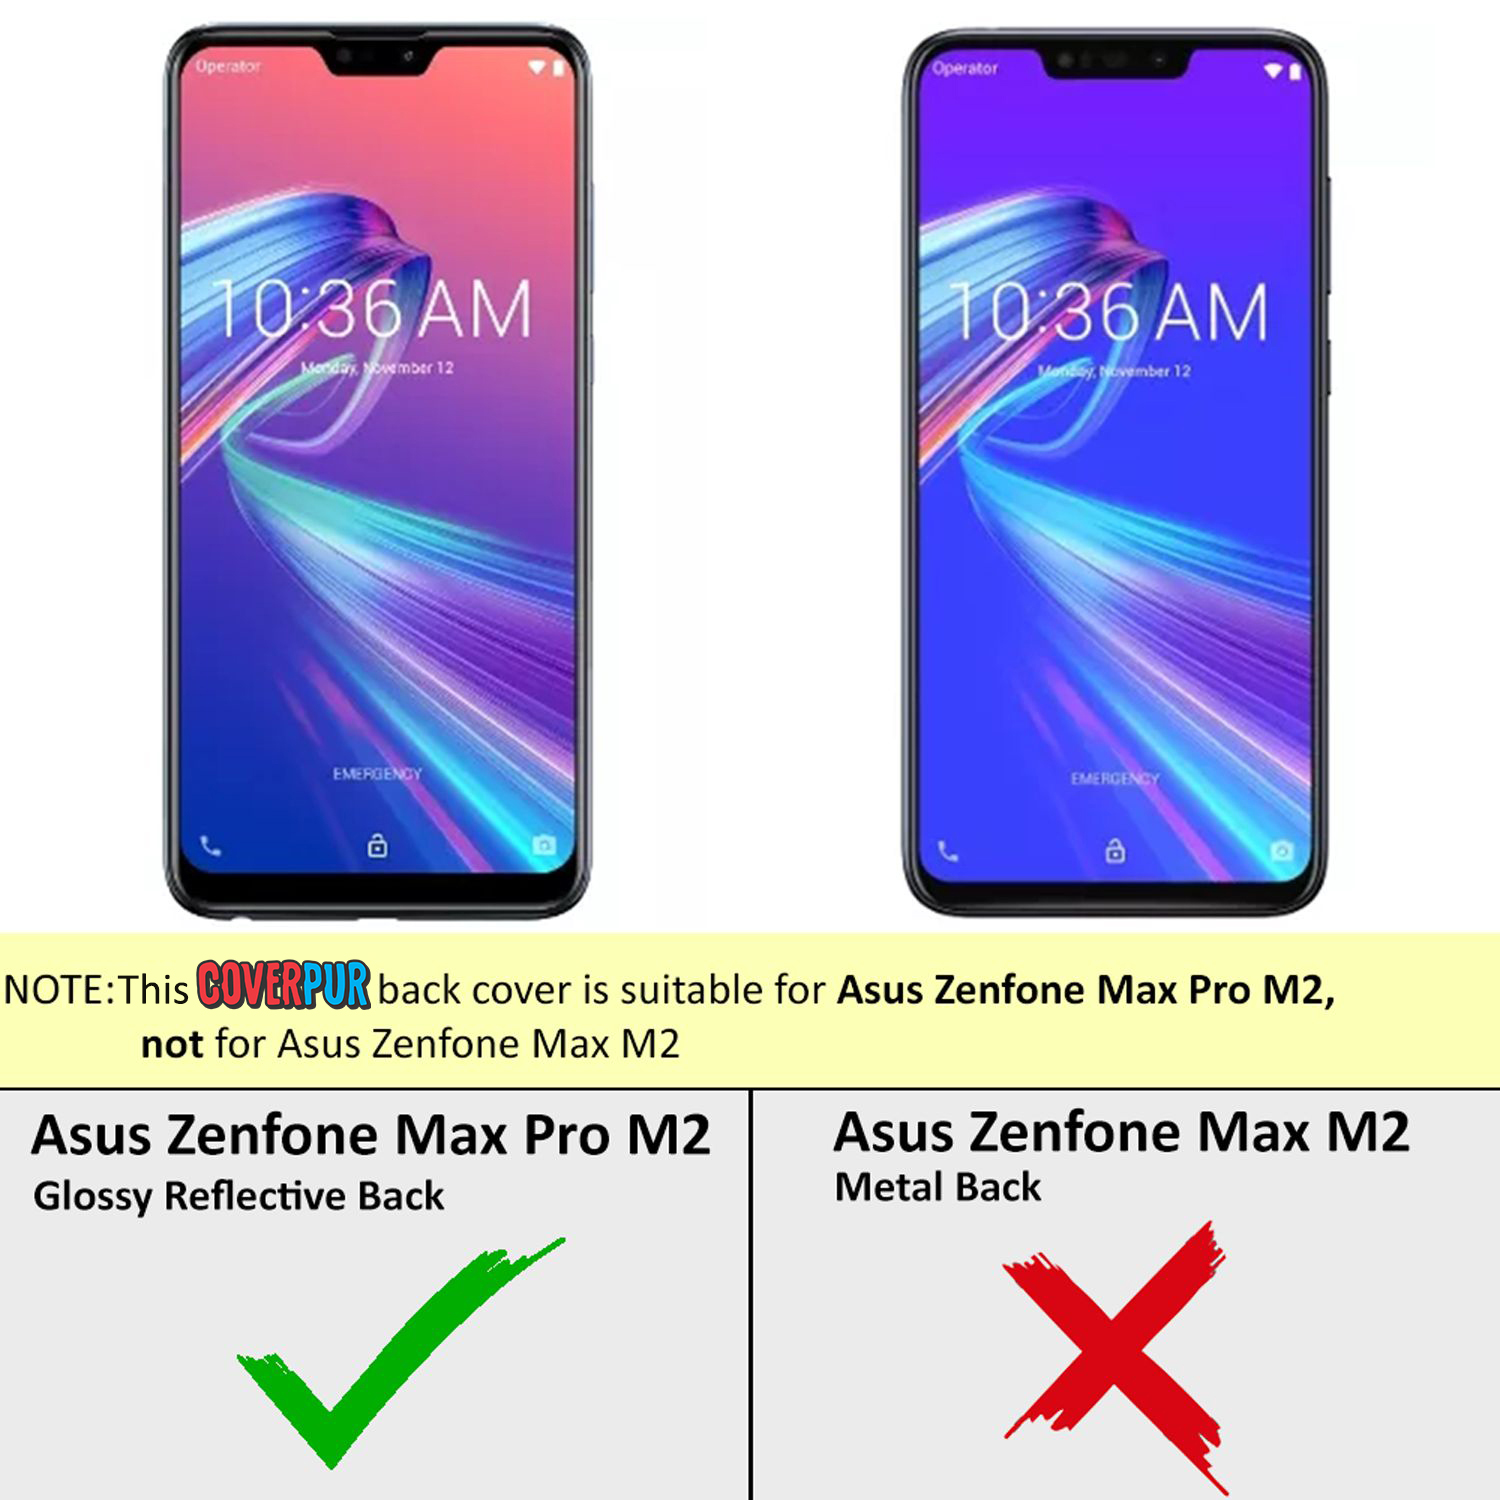 Operator
10:36 AM
Monday, November 12
EMERGENCY
Operator
10:36 AM
Monday, November 12
EMERGENCY
NOTE:This COVERPUR back cover is suitable for Asus Zenfone Max Pro M2,
not for Asus Zenfone Max M2
Asus Zenfone Max Pro M2
Glossy Reflective Back
Asus Zenfone Max M2
Metal Back